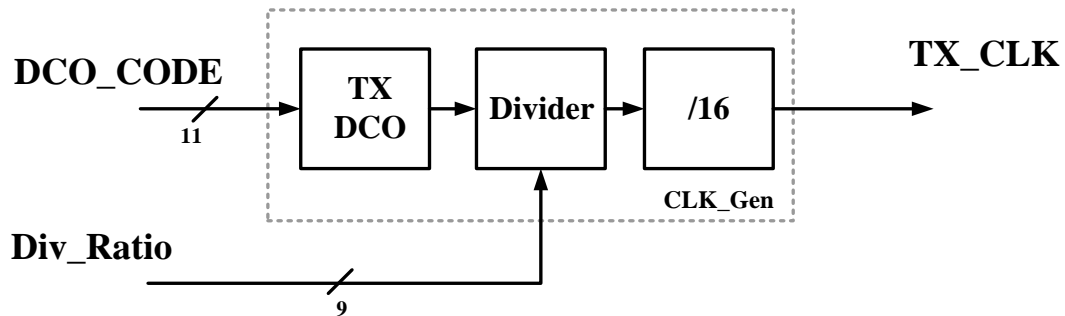 DCO_CODE
11
TX
DCO
Divider
/16
TX_CLK
CLK_Gen
Div_Ratio
9